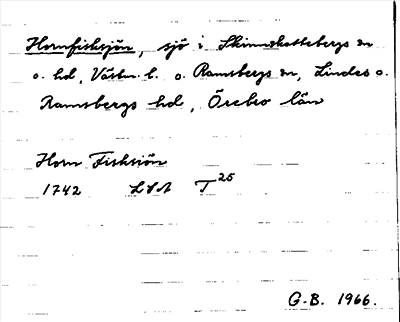 Hornfisksjön, sjö i Skinnskattebergs sn
o. hd, Västm. l. o. Ramsbergs sn, Lindes o.
Ramsbergs hd, Örebro län
Horn Fisksiön
1742 LSA T25
G.B. 1966.